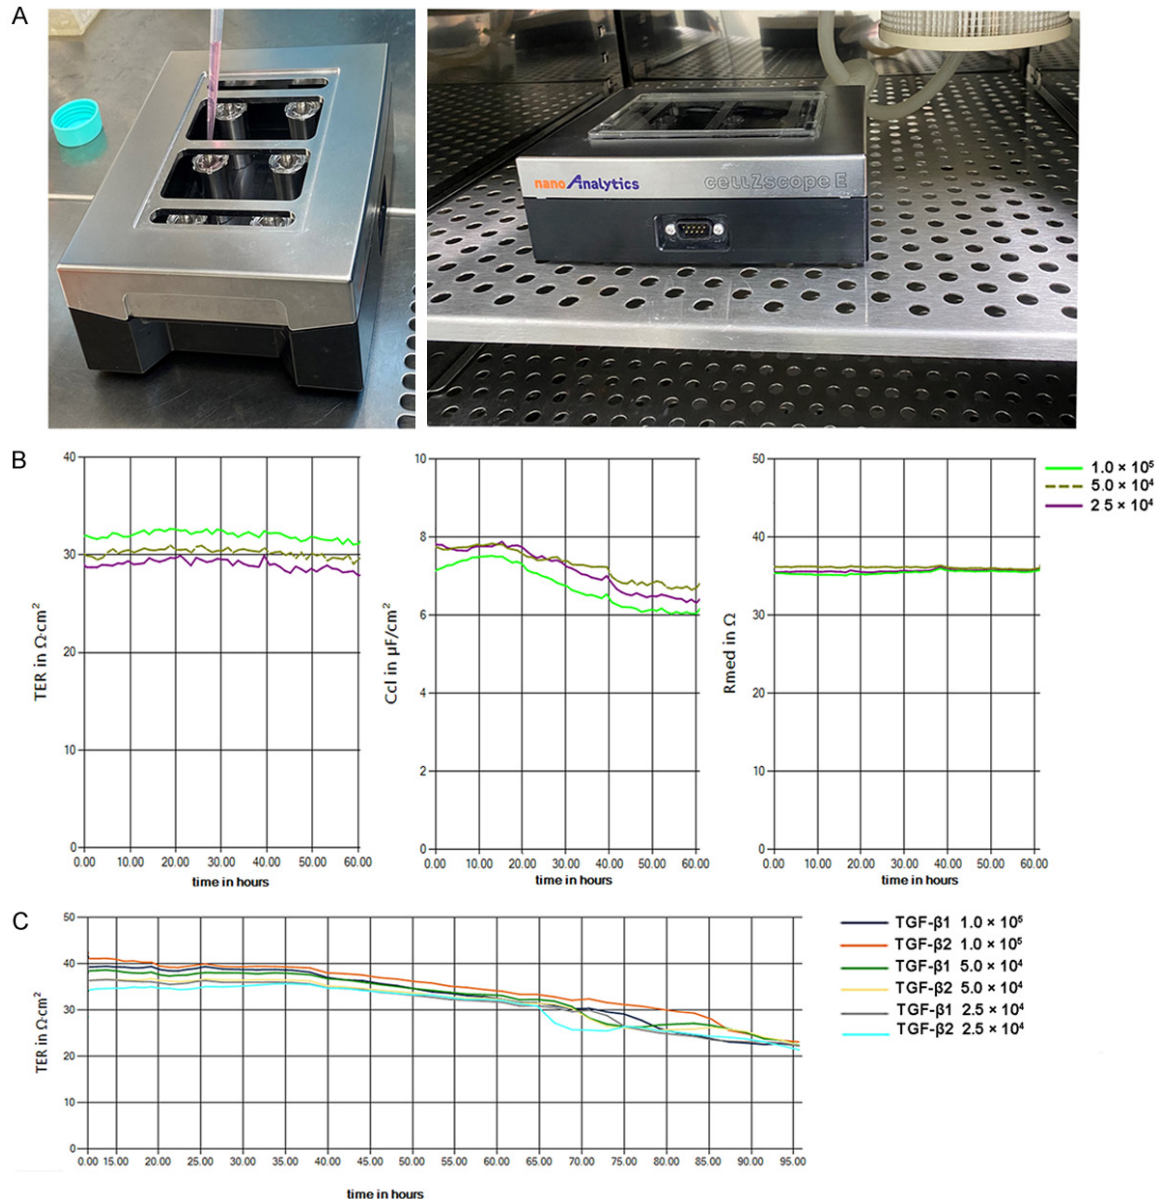 A
nanoAnalytics
cellZscope E
B
40
30
20
10
0
0.00 10.00 20.00 30.00 40.00 50.00 60.00
TER in Ω·cm²
time in hours
10
8
6
4
2
0
0.00 10.00 20.00 30.00 40.00 50.00 60.00
Ccl in µF/cm²
time in hours
50
40
30
20
10
0
0.00 10.00 20.00 30.00 40.00 50.00 60.00
Rmed in Ω
time in hours
1.0 × 10⁵
5.0 × 10⁴
2 5 × 10⁴
C
50
40
30
20
10
0
0.00 15.00 20.00 25.00 30.00 35.00 40.00 45.00 50.00 55.00 60.00 65.00 70.00 75.00 80.00 85.00 90.00 95.00
TER in Ω·cm²
time in hours
TGF-β1 1.0 × 10⁵
TGF-β2 1.0 × 10⁵
TGF-β1 5.0 × 10⁴
TGF-β2 5.0 × 10⁴
TGF-β1 2.5 × 10⁴
TGF-β2 2.5 × 10⁴